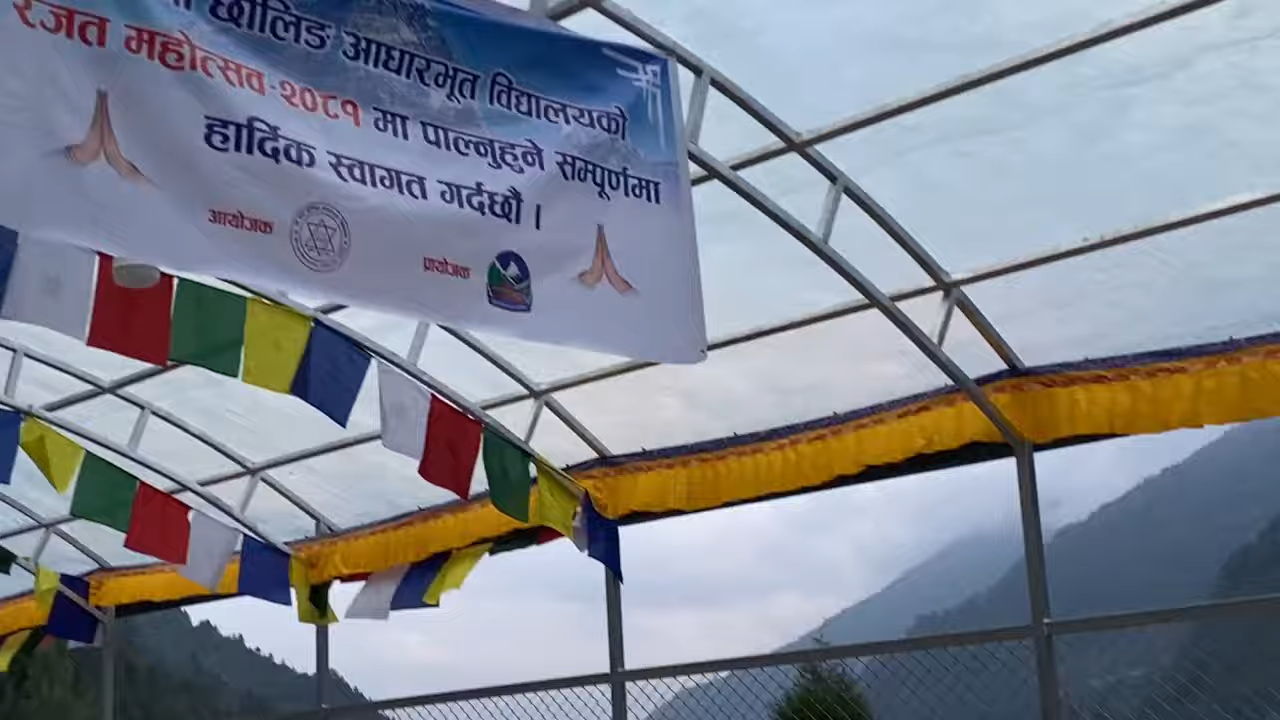 छोलिङ आधारभूत विद्यालयको
रजत महोत्सव-२०८१ मा पाल्नुहुने सम्पूर्णमा
हार्दिक स्वागत गर्दछौं ।
आयोजक
प्रायोजक